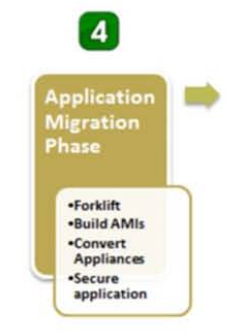 4
Application
Migration
Phase
•Forklift
•Build AMIs
•Convert
Appliances
•Secure
application